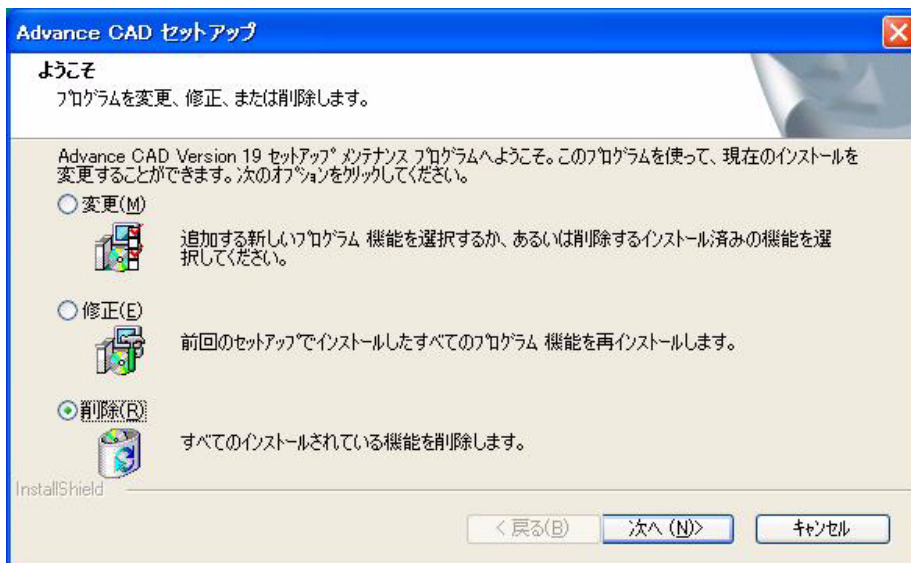 Advance CAD セットアップ
ようこそ
プログラムを変更、修正、または削除します。
Advance CAD Version 19 セットアップ メンテナンス プログラムへようこそ。このプログラムを使って、現在のインストールを
変更することができます。次のオプションをクリックしてください。
変更(M)
追加する新しいプログラム 機能を選択するか、あるいは削除するインストール済みの機能を選
択してください。
修正(E)
前回のセットアップでインストールしたすべてのプログラム 機能を再インストールします。
削除(R)
すべてのインストールされている機能を削除します。
InstallShield
< 戻る(B)
次へ (N)>
キャンセル